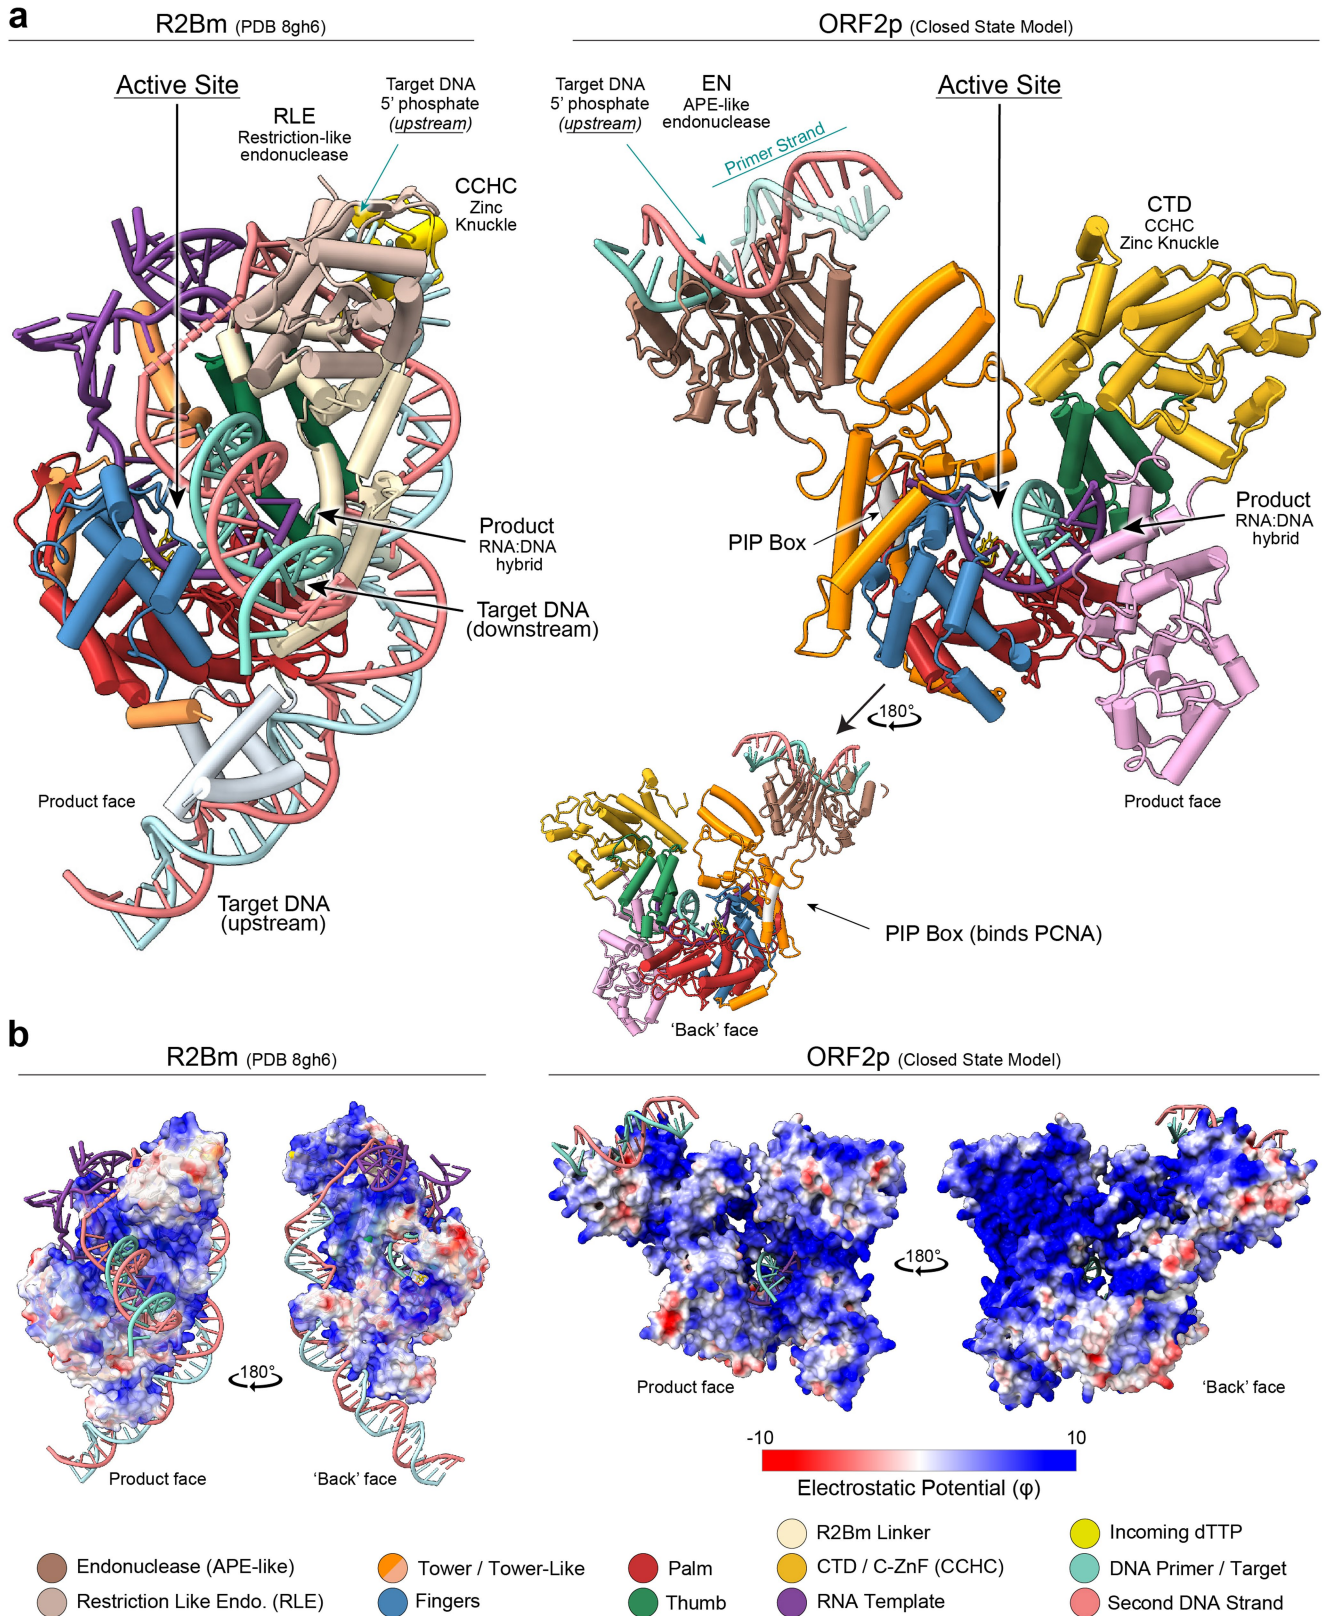 a
R2Bm (PDB 8gh6)
ORF2p (Closed State Model)
Active Site
Target DNA
5’ phosphate
(upstream)
RLE
Restriction-like
endonuclease
CCHC
Zinc
Knuckle
Product
RNA:DNA
hybrid
Target DNA
(downstream)
Product face
Target DNA
(upstream)
Target DNA
5’ phosphate
(upstream)
EN
APE-like
endonuclease
Primer Strand
Active Site
CTD
CCHC
Zinc Knuckle
PIP Box
Product
RNA:DNA
hybrid
180°
Product face
PIP Box (binds PCNA)
‘Back’ face
b
R2Bm (PDB 8gh6)
ORF2p (Closed State Model)
180°
Product face
‘Back’ face
180°
Product face
‘Back’ face
-10
10
Electrostatic Potential (φ)
Endonuclease (APE-like)
Restriction Like Endo. (RLE)
Tower / Tower-Like
Fingers
Palm
Thumb
R2Bm Linker
CTD / C-ZnF (CCHC)
RNA Template
Incoming dTTP
DNA Primer / Target
Second DNA Strand